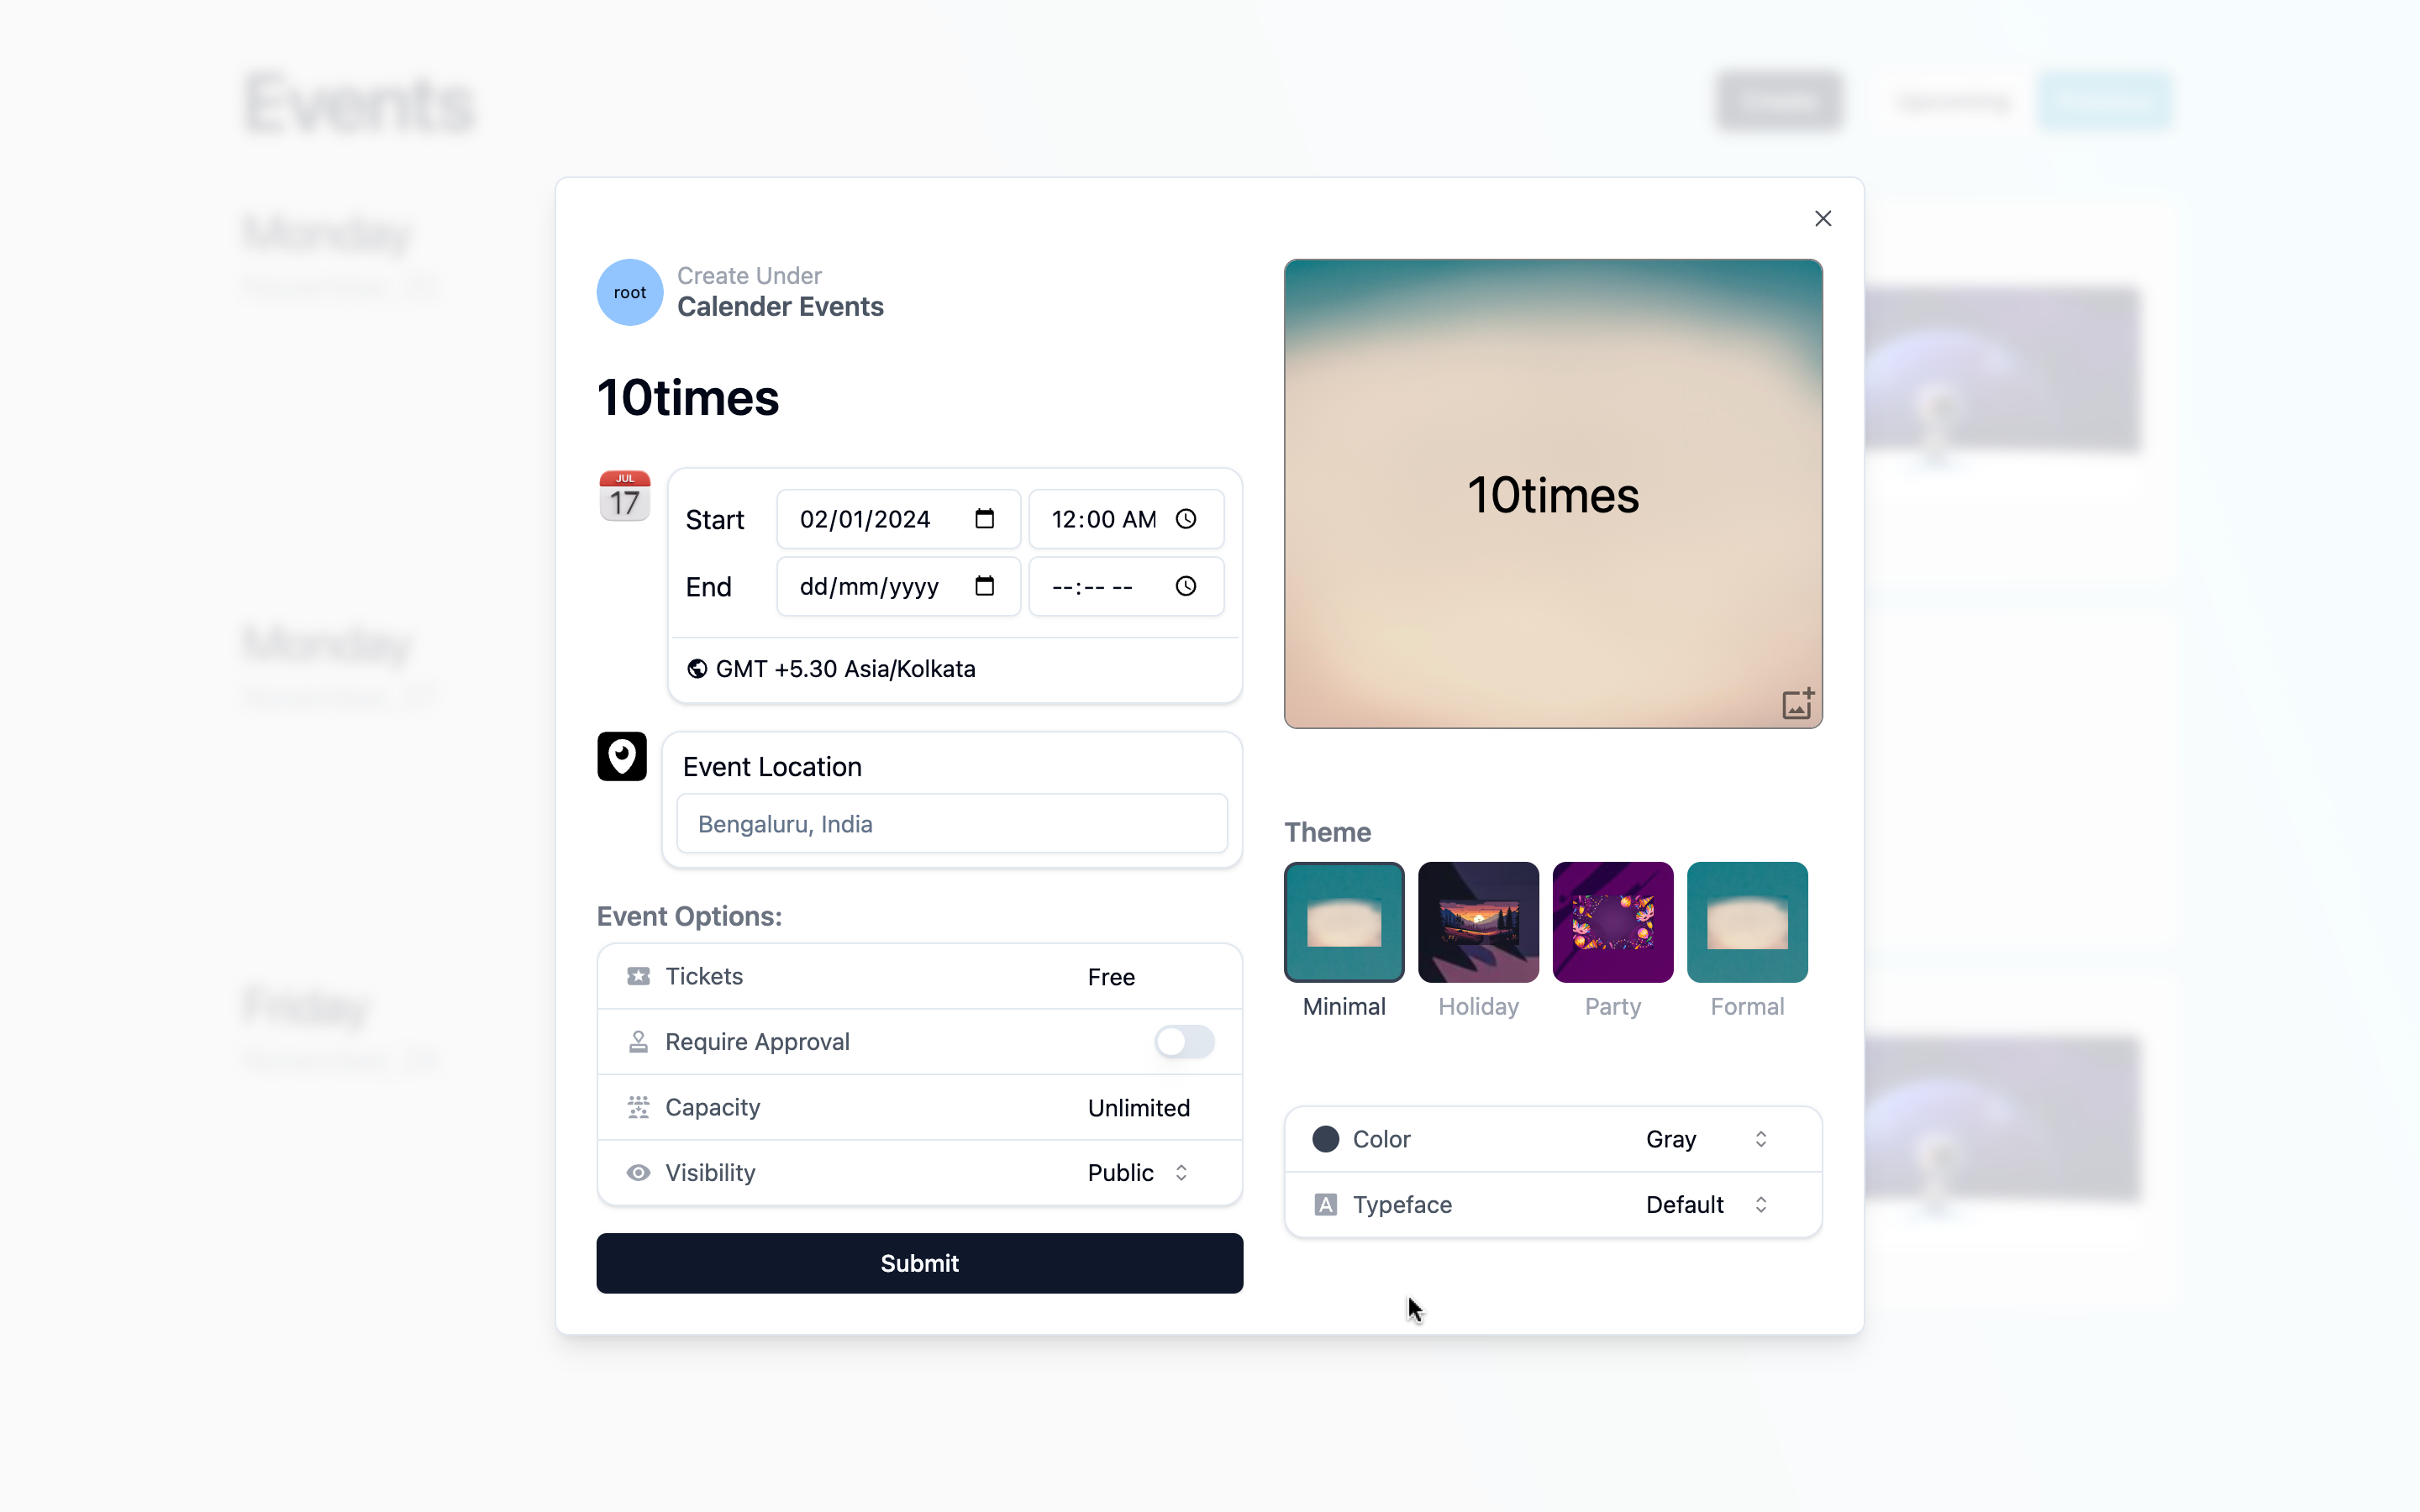 Events
Create
Upcoming
Monday
root
Create Under
Calender Events
10times
JUL
17
Start
02/01/2024
12:00 AM
End
dd/mm/yyyy
--:-- --
GMT +5.30 Asia/Kolkata
Event Location
Bengaluru, India
Event Options:
Tickets
Free
Require Approval
Capacity
Unlimited
Visibility
Public
Submit
10times
Theme
Minimal
Holiday
Party
Formal
Color
Gray
A
Typeface
Default
Monday
Friday